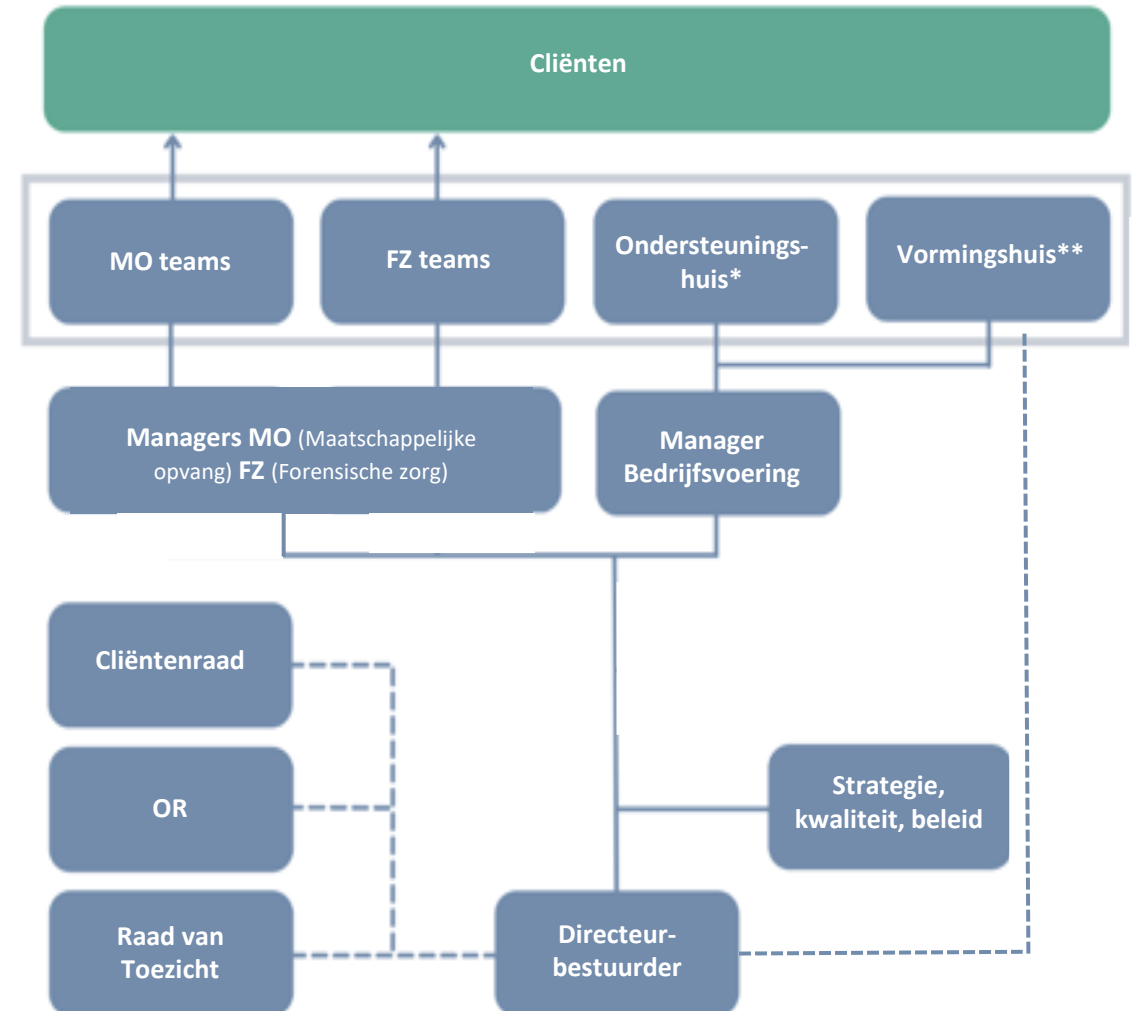 Cliënten
MO teams
FZ teams
Ondersteunings-
huis*
Vormingshuis**
Managers MO (Maatschappelijke
opvang) FZ (Forensische zorg)
Manager
Bedrijfsvoering
Cliëntenraad
OR
Strategie,
kwaliteit, beleid
Raad van
Toezicht
Directeur-
bestuurder